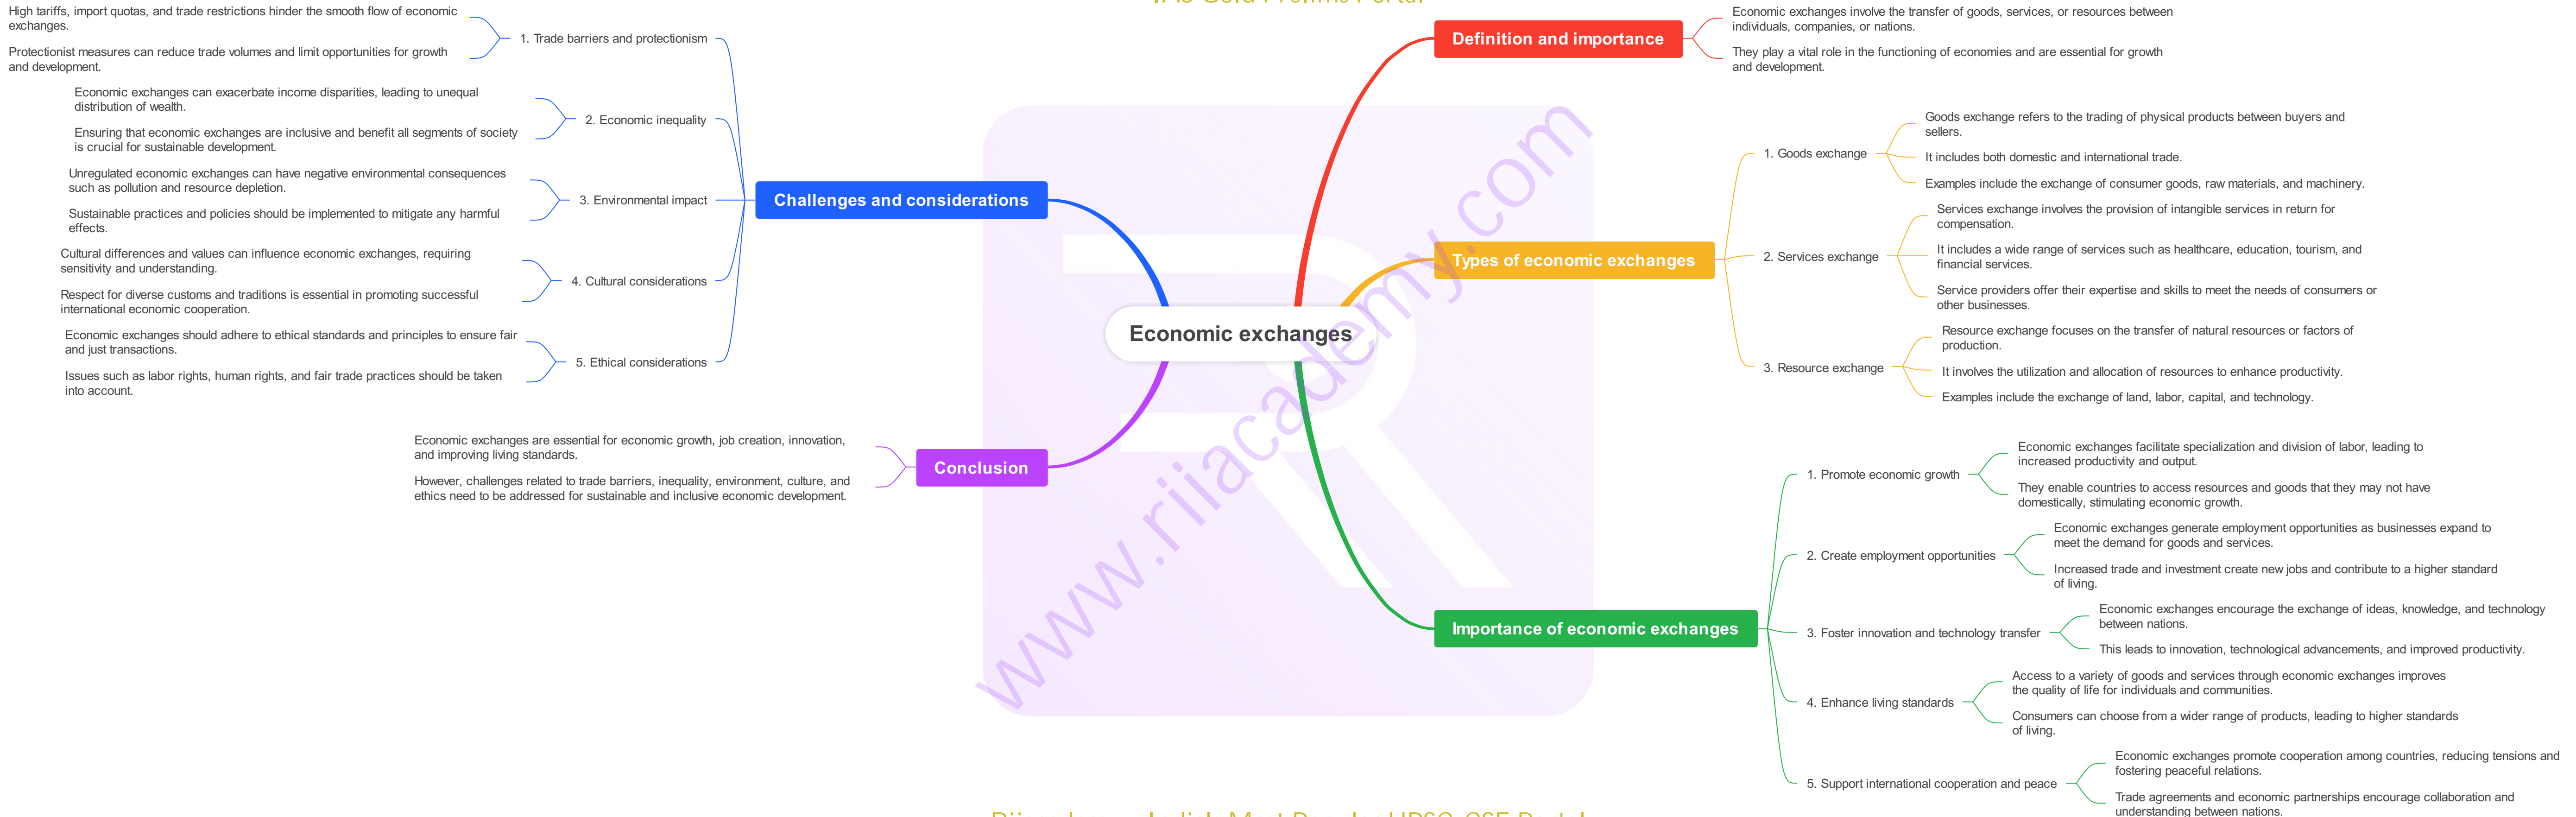 Economic exchanges
Definition and importance
Economic exchanges involve the transfer of goods, services, or resources between
individuals, companies, or nations.
They play a vital role in the functioning of economies and are essential for growth
and development.
Types of economic exchanges
1. Goods exchange
Goods exchange refers to the trading of physical products between buyers and
sellers.
It includes both domestic and international trade.
Examples include the exchange of consumer goods, raw materials, and machinery.
2. Services exchange
Services exchange involves the provision of intangible services in return for
compensation.
It includes a wide range of services such as healthcare, education, tourism, and
financial services.
Service providers offer their expertise and skills to meet the needs of consumers or
other businesses.
3. Resource exchange
Resource exchange focuses on the transfer of natural resources or factors of
production.
It involves the utilization and allocation of resources to enhance productivity.
Examples include the exchange of land, labor, capital, and technology.
Importance of economic exchanges
1. Promote economic growth
Economic exchanges facilitate specialization and division of labor, leading to
increased productivity and output.
They enable countries to access resources and goods that they may not have
domestically, stimulating economic growth.
2. Create employment opportunities
Economic exchanges generate employment opportunities as businesses expand to
meet the demand for goods and services.
Increased trade and investment create new jobs and contribute to a higher standard
of living.
3. Foster innovation and technology transfer
Economic exchanges encourage the exchange of ideas, knowledge, and technology
between nations.
This leads to innovation, technological advancements, and improved productivity.
4. Enhance living standards
Access to a variety of goods and services through economic exchanges improves
the quality of life for individuals and communities.
Consumers can choose from a wider range of products, leading to higher standards
of living.
5. Support international cooperation and peace
Economic exchanges promote cooperation among countries, reducing tensions and
fostering peaceful relations.
Trade agreements and economic partnerships encourage collaboration and
understanding between nations.
Challenges and considerations
1. Trade barriers and protectionism
High tariffs, import quotas, and trade restrictions hinder the smooth flow of economic
exchanges.
Protectionist measures can reduce trade volumes and limit opportunities for growth
and development.
2. Economic inequality
Economic exchanges can exacerbate income disparities, leading to unequal
distribution of wealth.
Ensuring that economic exchanges are inclusive and benefit all segments of society
is crucial for sustainable development.
3. Environmental impact
Unregulated economic exchanges can have negative environmental consequences
such as pollution and resource depletion.
Sustainable practices and policies should be implemented to mitigate any harmful
effects.
4. Cultural considerations
Cultural differences and values can influence economic exchanges, requiring
sensitivity and understanding.
Respect for diverse customs and traditions is essential in promoting successful
international economic cooperation.
5. Ethical considerations
Economic exchanges should adhere to ethical standards and principles to ensure fair
and just transactions.
Issues such as labor rights, human rights, and fair trade practices should be taken
into account.
Conclusion
Economic exchanges are essential for economic growth, job creation, innovation,
and improving living standards.
However, challenges related to trade barriers, inequality, environment, culture, and
ethics need to be addressed for sustainable and inclusive economic development.
www.riiacademy.com